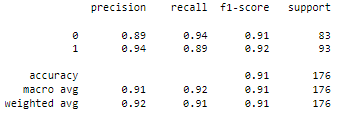 precision recall f1-score support
0 0.89 0.94 0.91 83
1 0.94 0.89 0.92 93
accuracy 0.91 176
macro avg 0.91 0.92 0.91 176
weighted avg 0.92 0.91 0.91 176